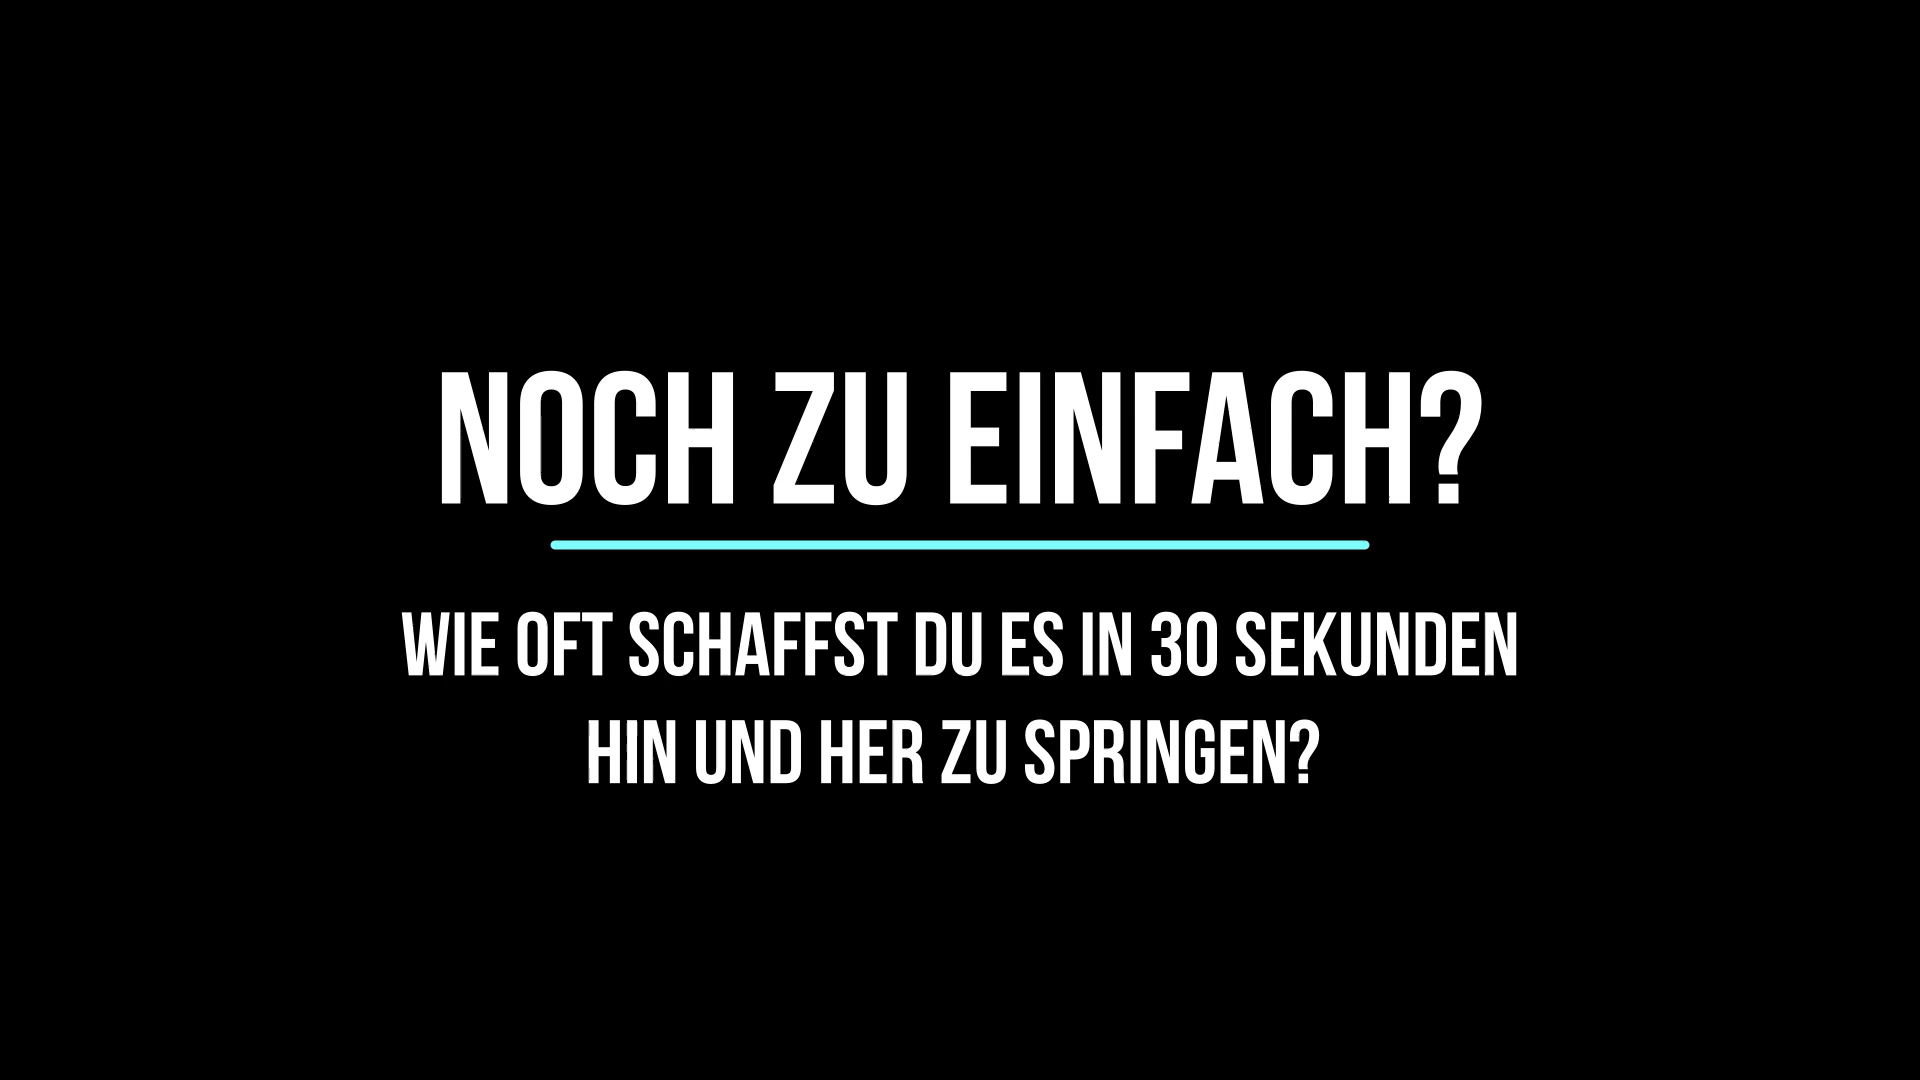 NOCH ZU EINFACH?
WIE OFT SCHAFFST DU ES IN 30 SEKUNDEN
HIN UND HER ZU SPRINGEN?